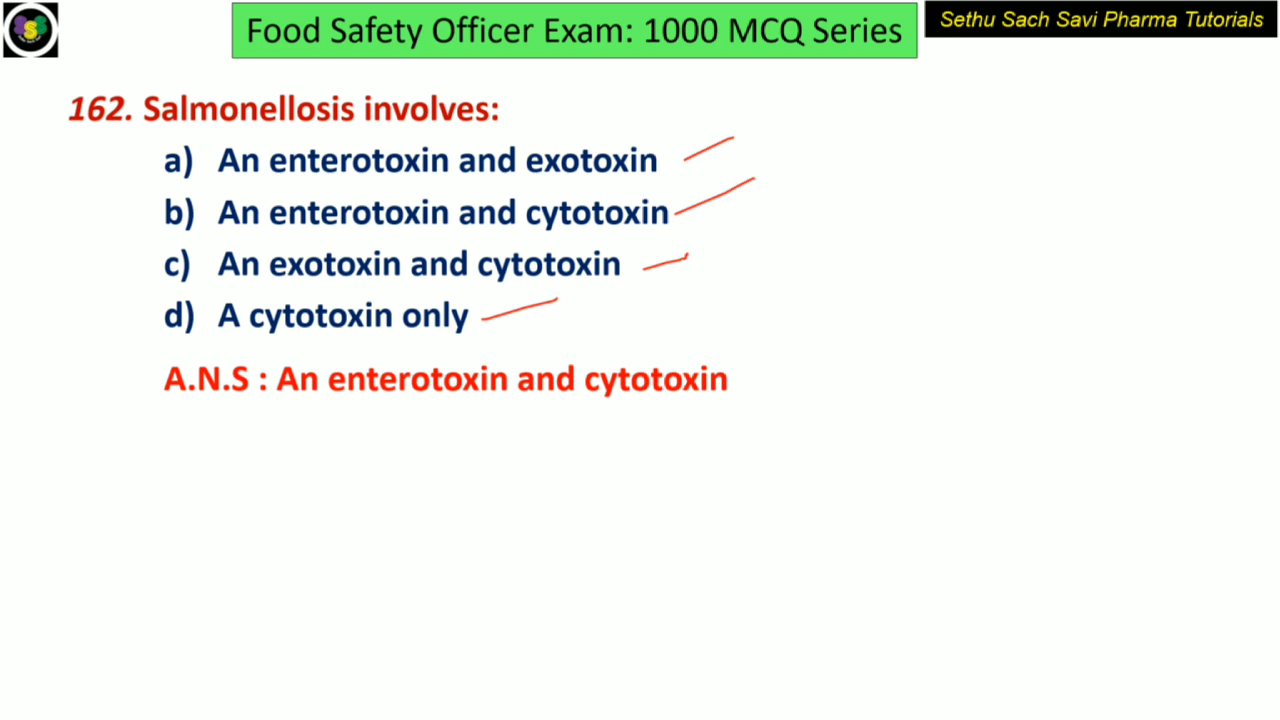 Food Safety Officer Exam: 1000 MCQ Series
Sethu Sach Savi Pharma Tutorials
162. Salmonellosis involves:
a) An enterotoxin and exotoxin
b) An enterotoxin and cytotoxin
c) An exotoxin and cytotoxin
d) A cytotoxin only
A.N.S : An enterotoxin and cytotoxin